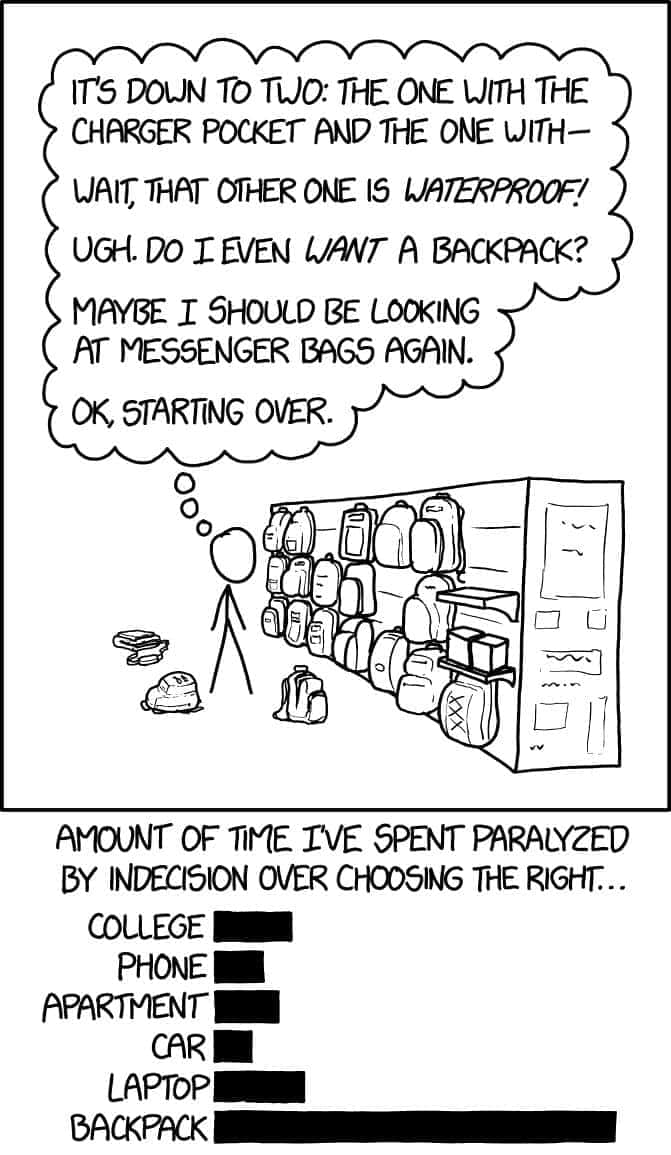 IT'S DOWN TO TWO: THE ONE WITH THE
CHARGER POCKET AND THE ONE WITH—
WAIT, THAT OTHER ONE IS WATERPROOF!
UGH. DO I EVEN WANT A BACKPACK?
MAYBE I SHOULD BE LOOKING
AT MESSENGER BAGS AGAIN.
OK, STARTING OVER.
AMOUNT OF TIME I'VE SPENT PARALYZED
BY INDECISION OVER CHOOSING THE RIGHT...
COLLEGE
PHONE
APARTMENT
CAR
LAPTOP
BACKPACK